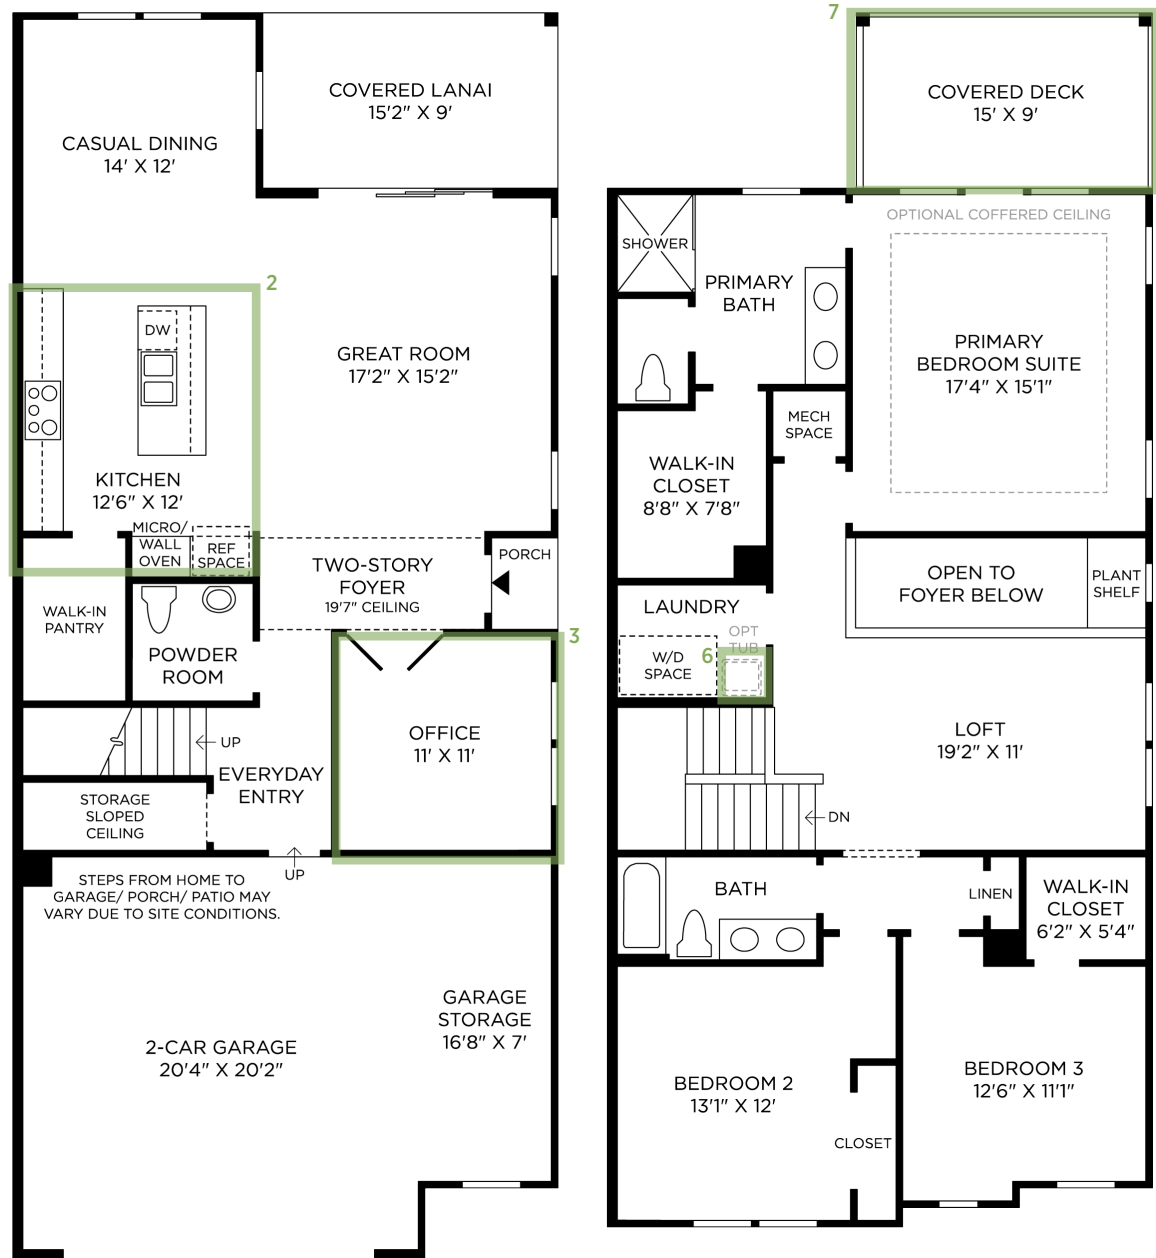 COVERED LANAI
15'2" X 9'
CASUAL DINING
14' X 12'
2
DW
GREAT ROOM
17'2" X 15'2"
KITCHEN
12'6" X 12'
MICRO/
WALL
OVEN
REF
SPACE
TWO-STORY
FOYER
19'7" CEILING
PORCH
WALK-IN
PANTRY
POWDER
ROOM
3
OFFICE
11' X 11'
UP
EVERYDAY
ENTRY
STORAGE
SLOPED
CEILING
UP
STEPS FROM HOME TO
GARAGE/ PORCH/ PATIO MAY
VARY DUE TO SITE CONDITIONS.
GARAGE
STORAGE
16'8" X 7'
2-CAR GARAGE
20'4" X 20'2"
7
COVERED DECK
15' X 9'
OPTIONAL COFFERED CEILING
SHOWER
PRIMARY
BATH
PRIMARY
BEDROOM SUITE
17'4" X 15'1"
MECH
SPACE
WALK-IN
CLOSET
8'8" X 7'8"
OPEN TO
FOYER BELOW
PLANT
SHELF
LAUNDRY
OPT
TUB
6
W/D
SPACE
LOFT
19'2" X 11'
DN
BATH
LINEN
WALK-IN
CLOSET
6'2" X 5'4"
BEDROOM 2
13'1" X 12'
BEDROOM 3
12'6" X 11'1"
CLOSET